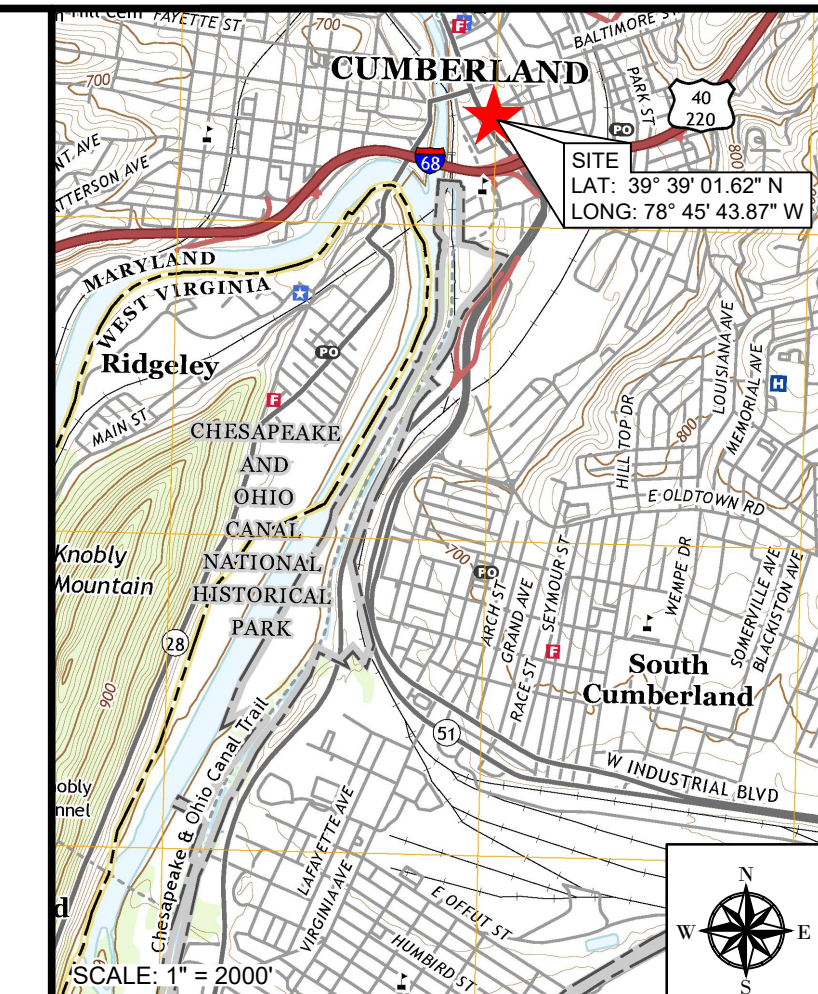 FAYETTE ST
700
F
BALTIMORE ST
CUMBERLAND
700
PARK ST
40
220
PO
68
SITE
LAT: 39° 39' 01.62" N
LONG: 78° 45' 43.87" W
800
NT AVE
ATTERSON AVE
MARYLAND
WEST VIRGINIA
Ridgeley
PO
F
MAIN ST
LOUISIANA AVE
MEMORIAL AVE
H
HILL TOP DR
800
CHESAPEAKE
AND
OHIO
CANAL
NATIONAL
HISTORICAL
PARK
E OLDTOWN RD
Knobly
Mountain
700
PO
ARCH ST
GRAND AVE
SEYMOUR ST
RACE ST
F
WEMPE DR
SOMERVILLE AVE
BLACKISTON AVE
28
900
South
Cumberland
51
W INDUSTRIAL BLVD
Chesapeake & Ohio Canal Trail
obly
nnel
d
LAFAYETTE AVE
VIRGINIA AVE
E OFFUT ST
HUMBIRD ST
SCALE: 1" = 2000'
N
W E
S